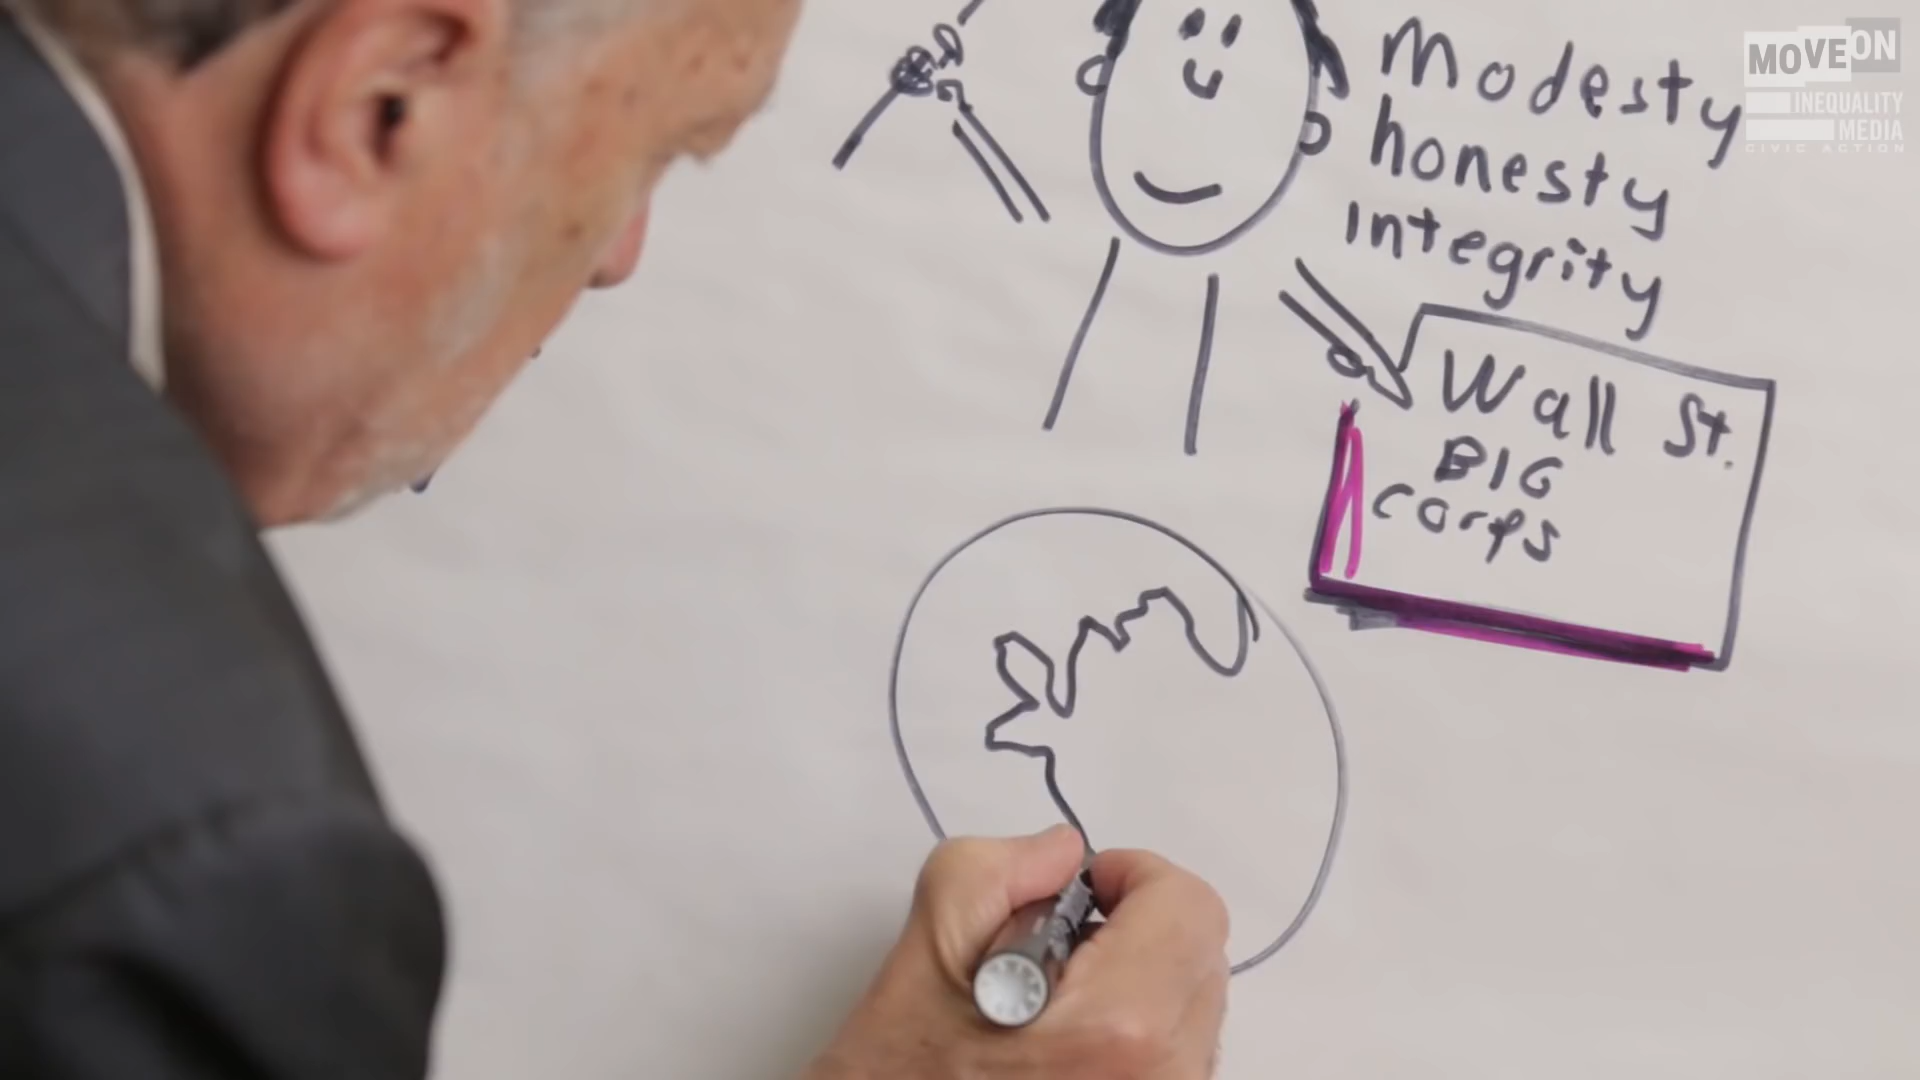 Modesty
honesty
Integrity
Wall St.
BIG
corps
MOVEON
INEQUALITY
MEDIA
CIVIC ACTION